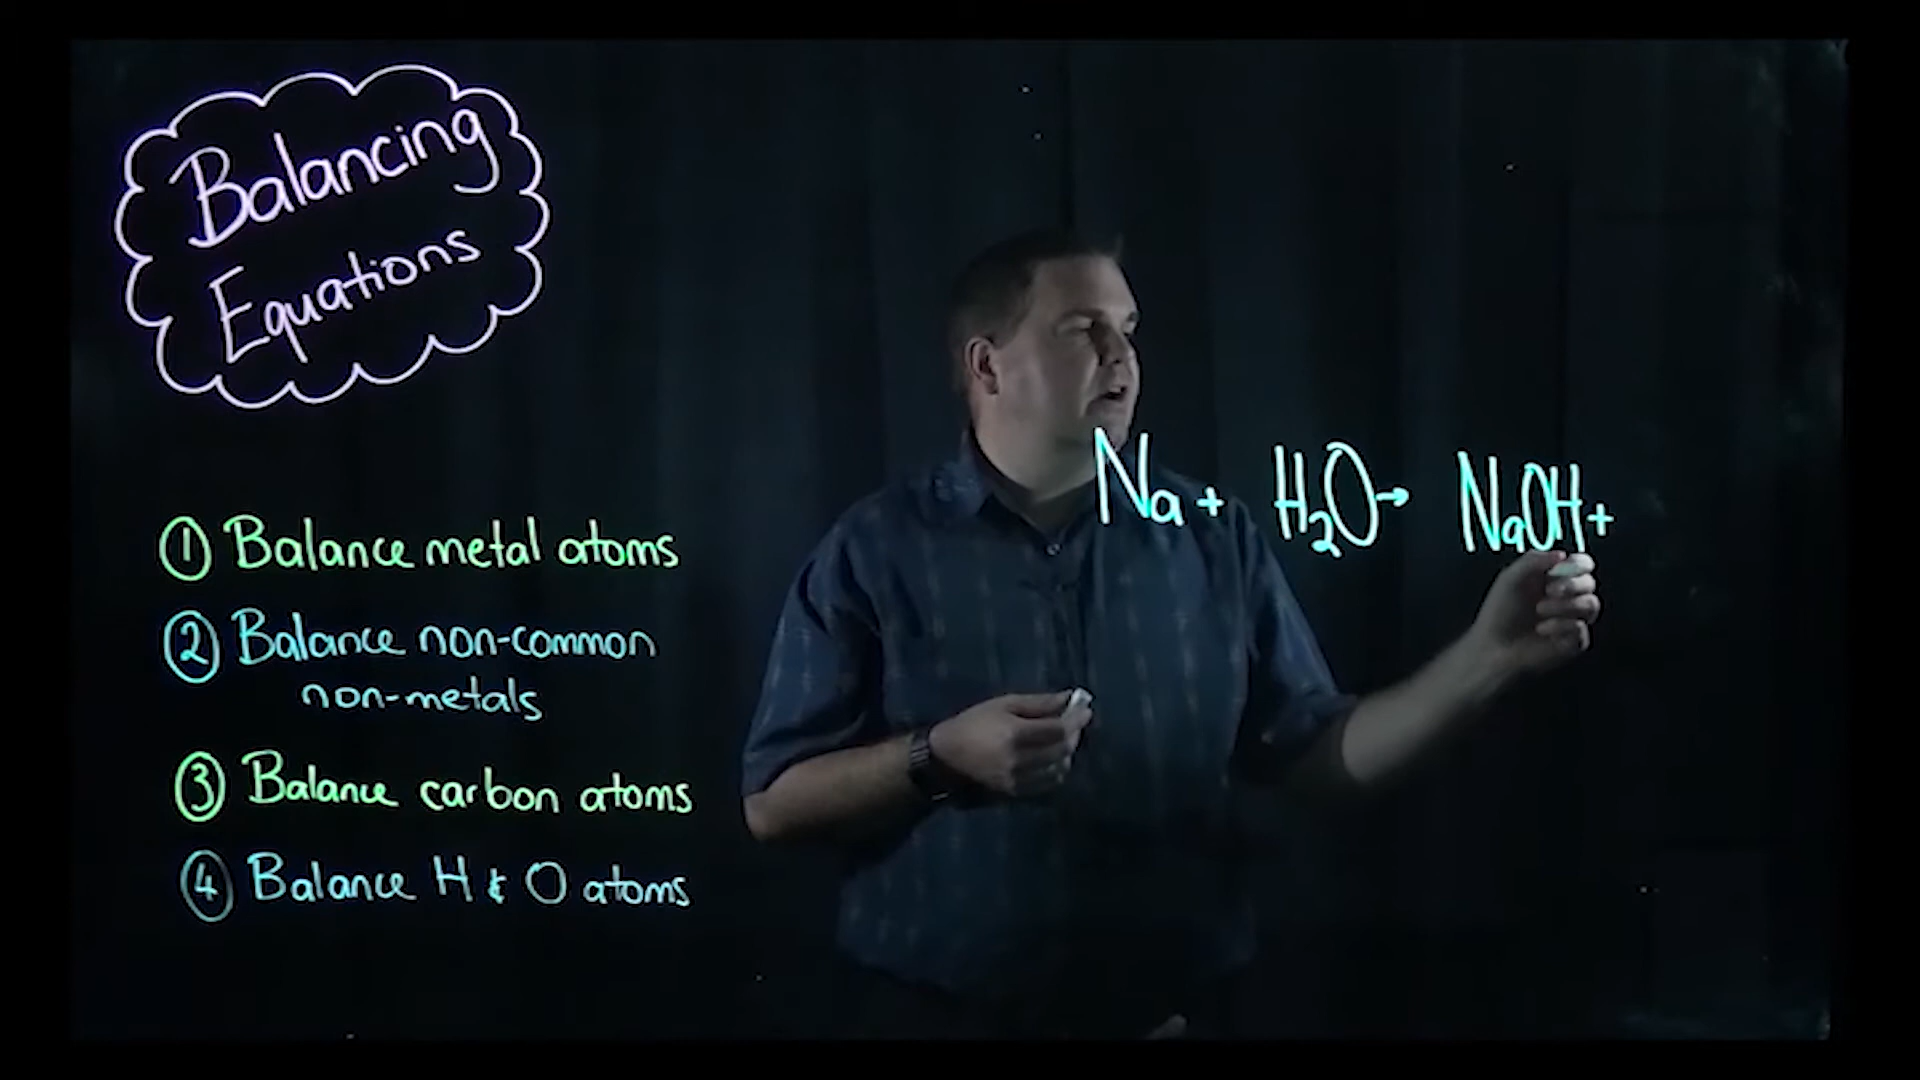 Balancing
Equations
Na + H₂O → NaOH +
① Balance metal atoms
② Balance non-common
non-metals
③ Balance carbon atoms
④ Balance H & O atoms